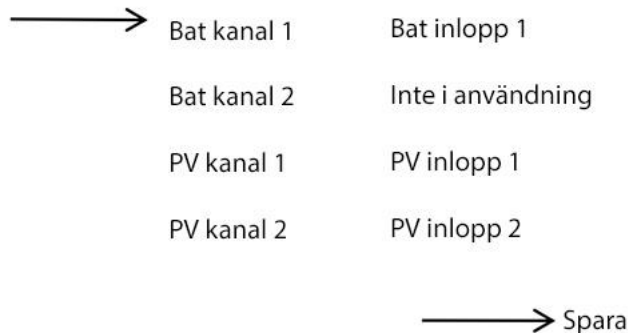 Bat kanal 1 Bat inlopp 1
Bat kanal 2 Inte i användning
PV kanal 1 PV inlopp 1
PV kanal 2 PV inlopp 2
Spara